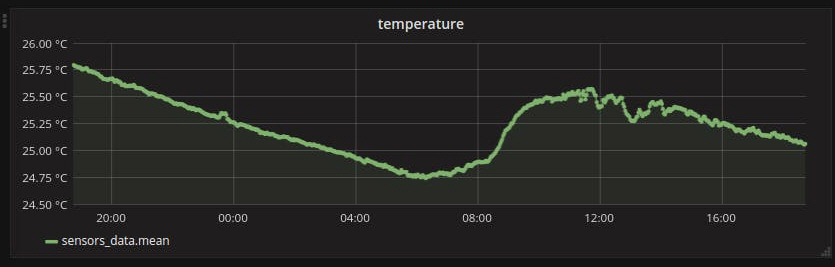 temperature
26.00 °C
25.75 °C
25.50 °C
25.25 °C
25.00 °C
24.75 °C
24.50 °C
20:00 00:00 04:00 08:00 12:00 16:00
sensors_data.mean